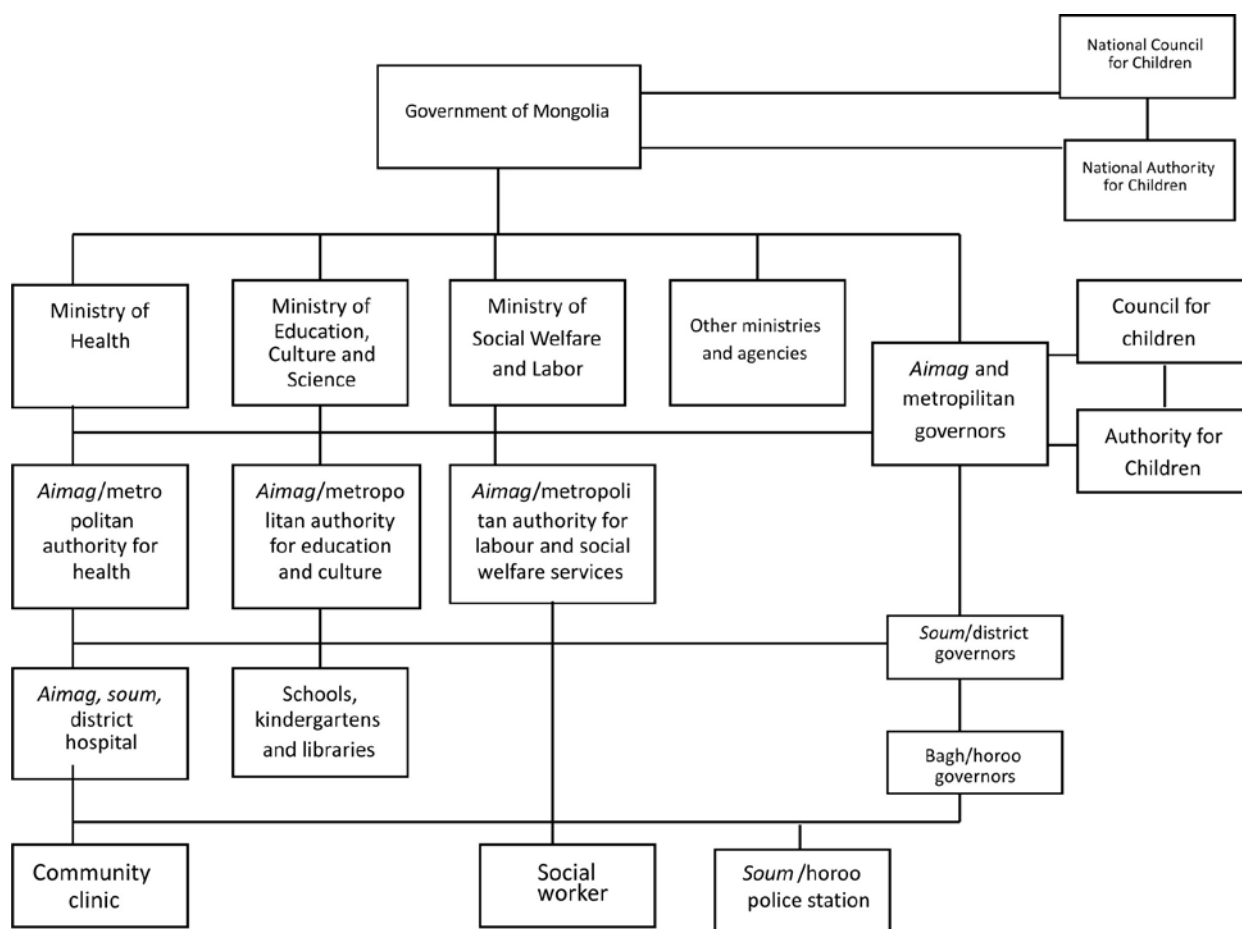 National Council
for Children
Government of Mongolia
National Authority
for Children
Ministry of
Health
Ministry of
Education,
Culture and
Science
Ministry of
Social Welfare
and Labor
Other ministries
and agencies
Aimag and
metropilitan
governors
Council for
children
Authority for
Children
Aimag/metro
politan
authority for
health
Aimag/metropo
litan authority
for education
and culture
Aimag/metropoli
tan authority for
labour and social
welfare services
Soum/district
governors
Aimag, soum,
district
hospital
Schools,
kindergartens
and libraries
Bagh/horoo
governors
Community
clinic
Social
worker
Soum/horoo
police station